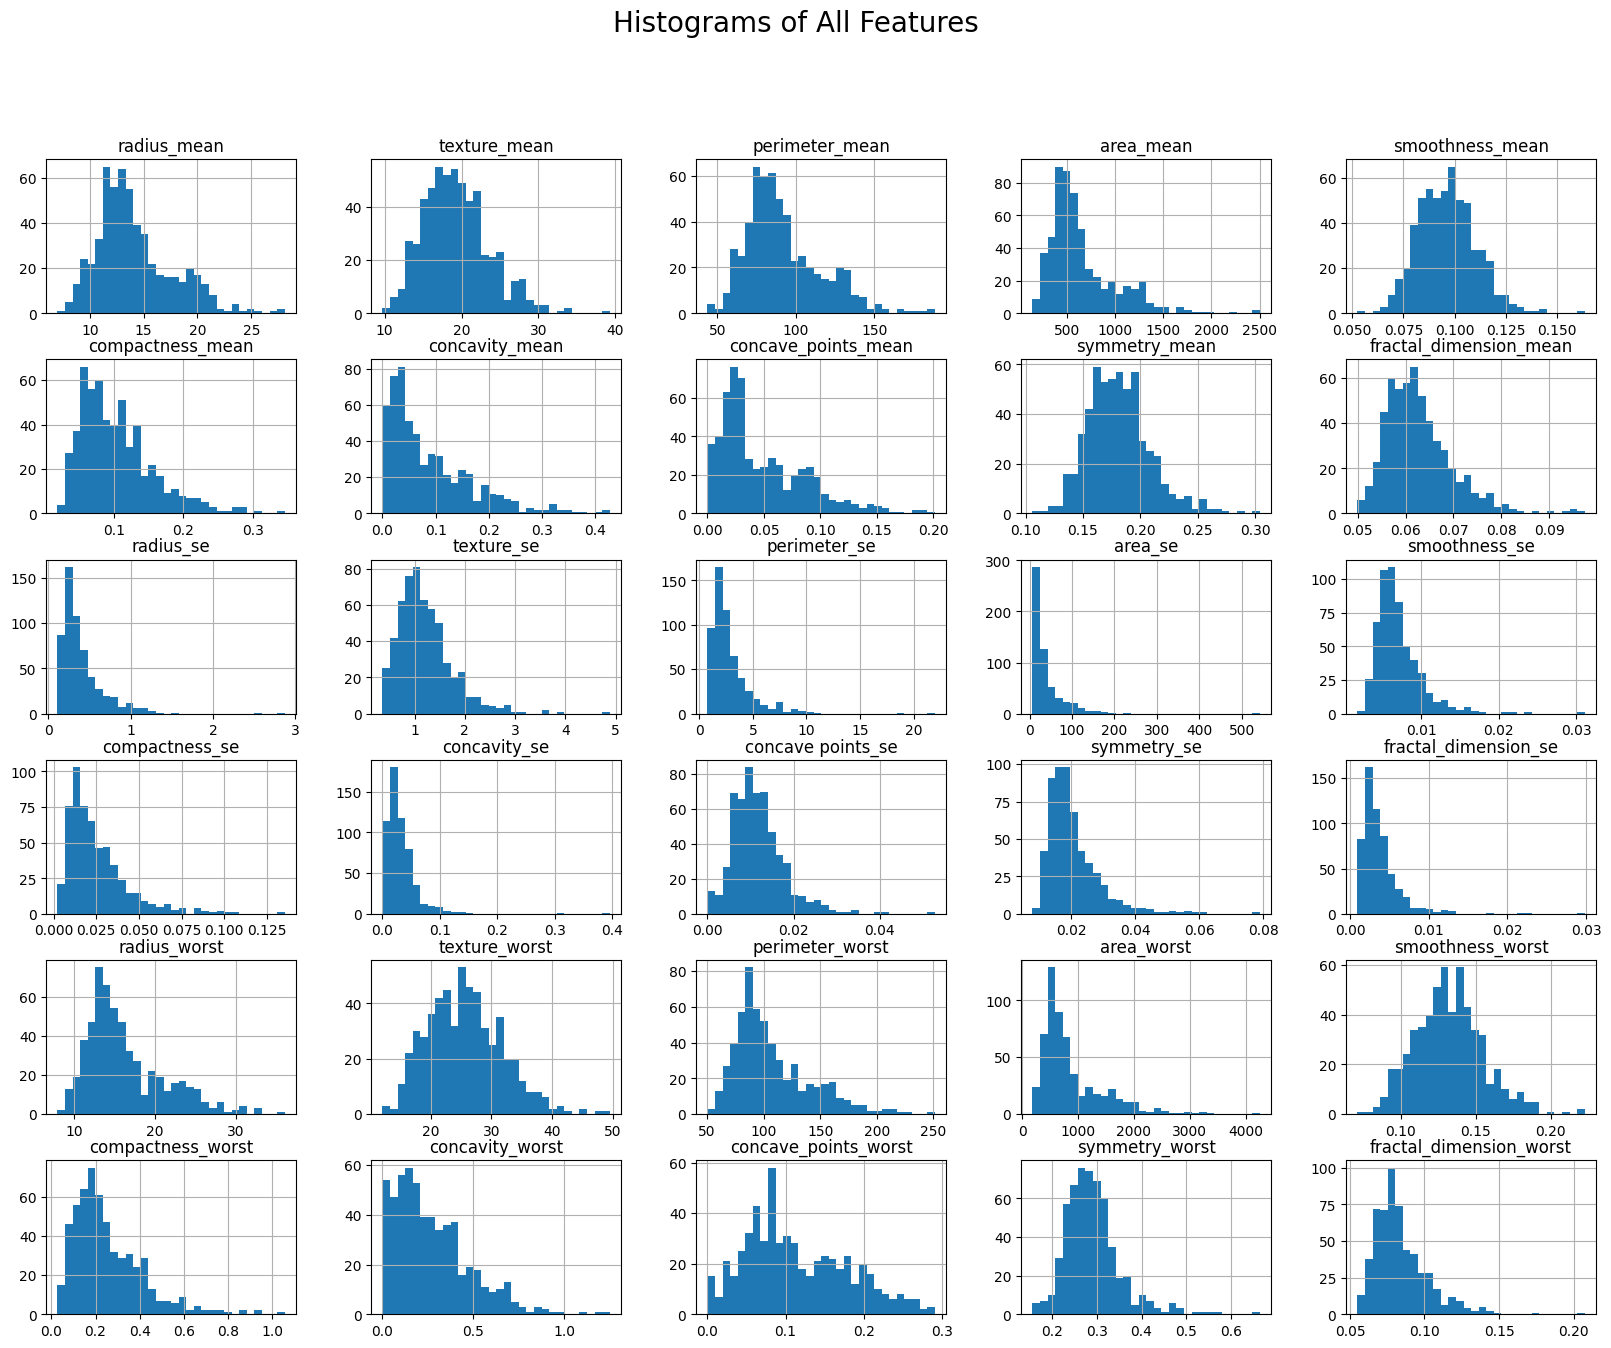 Histograms of All Features
radius_mean texture_mean perimeter_mean area_mean smoothness_mean
60 40 20 0
40 20 0
60 40 20 0
80 60 40 20 0
60 40 20 0
10 15 20 25
10 20 30 40
50 100 150
500 1000 1500 2000 2500
0.050 0.075 0.100 0.125 0.150
compactness_mean concavity_mean concave_points_mean symmetry_mean fractal_dimension_mean
60 40 20 0
80 60 40 20 0
60 40 20 0
60 40 20 0
60 40 20 0
0.1 0.2 0.3
0.0 0.1 0.2 0.3 0.4
0.00 0.05 0.10 0.15 0.20
0.10 0.15 0.20 0.25 0.30
0.05 0.06 0.07 0.08 0.09
radius_se texture_se perimeter_se area_se smoothness_se
150 100 50 0
80 60 40 20 0
150 100 50 0
300 200 100 0
100 75 50 25 0
0 1 2 3
1 2 3 4 5
0 5 10 15 20
0 100 200 300 400 500
0.01 0.02 0.03
compactness_se concavity_se concave points_se symmetry_se fractal_dimension_se
100 75 50 25 0
150 100 50 0
80 60 40 20 0
100 75 50 25 0
150 100 50 0
0.000 0.025 0.050 0.075 0.100 0.125
0.0 0.1 0.2 0.3 0.4
0.00 0.02 0.04
0.02 0.04 0.06 0.08
0.00 0.01 0.02 0.03
radius_worst texture_worst perimeter_worst area_worst smoothness_worst
60 40 20 0
40 20 0
80 60 40 20 0
100 50 0
60 40 20 0
10 20 30
20 30 40 50
50 100 150 200 250
0 1000 2000 3000 4000
0.10 0.15 0.20
compactness_worst concavity_worst concave_points_worst symmetry_worst fractal_dimension_worst
60 40 20 0
60 40 20 0
60 40 20 0
60 40 20 0
100 75 50 25 0
0.0 0.2 0.4 0.6 0.8 1.0
0.0 0.5 1.0
0.0 0.1 0.2 0.3
0.2 0.3 0.4 0.5 0.6
0.05 0.10 0.15 0.20